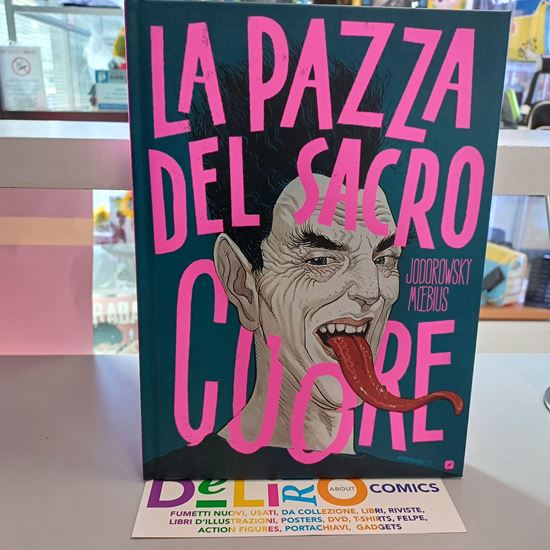 LA PAZZA
DEL SACRO
CUORE
JODOROWSKY
MŒBIUS
DeLiRO ABOUT COMICS
FUMETTI NUOVI, USATI, DA COLLEZIONE, LIBRI, RIVISTE,
LIBRI D'ILLUSTRAZIONI, POSTERS, DVD, T-SHIRTS, FELPE,
ACTION FIGURES, PORTACHIAVI, GADGETS